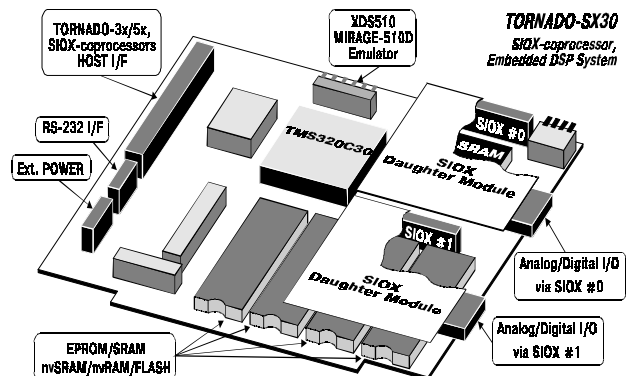 TORNADO-3x/5x,
SIOX-coprocessors
HOST I/F
XDS510
MIRAGE-510D
Emulator
TORNADO-SX30
SIOX-coprocessor,
Embedded DSP System
RS-232 I/F
Ext. POWER
TMS320C30
SIOX #0
SRAM
SIOX
Daughter Module
SIOX #1
SIOX
Daughter Module
Analog/Digital I/O
via SIOX #0
Analog/Digital I/O
via SIOX #1
EPROM/SRAM
nvSRAM/nvRAM/FLASH